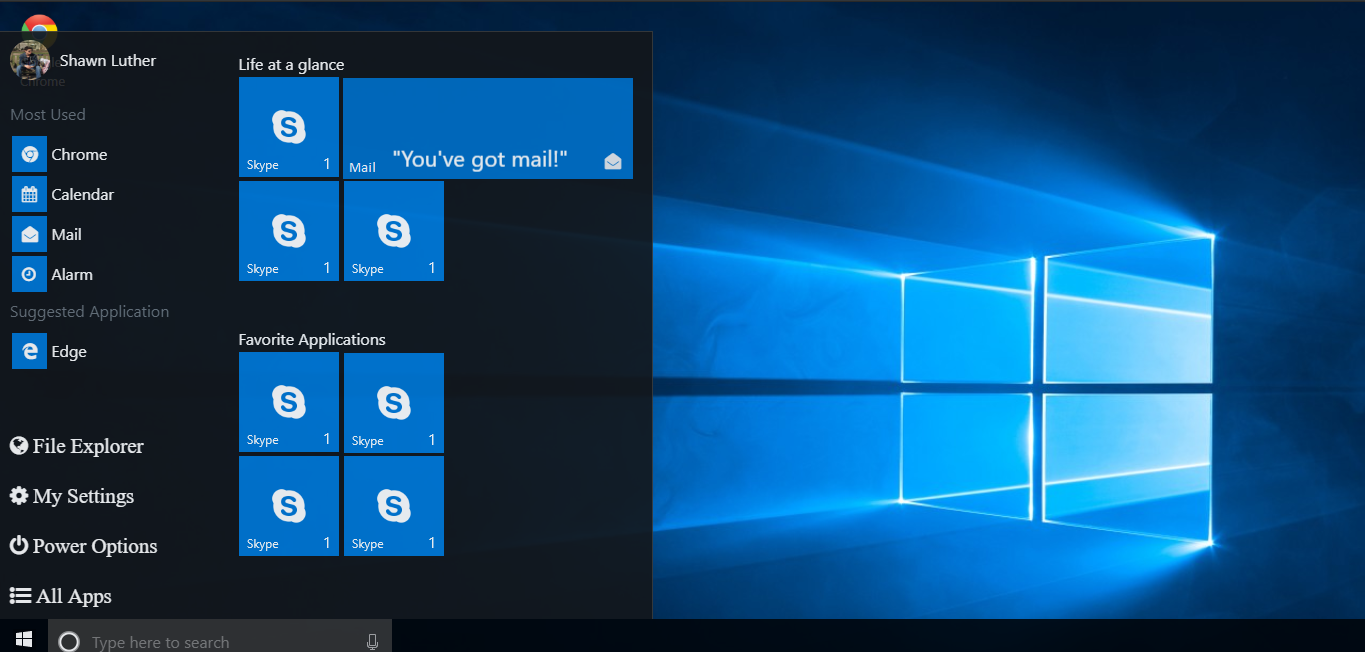 Shawn Luther
Chrome
Most Used
Chrome
Calendar
Mail
Alarm
Suggested Application
Edge
File Explorer
My Settings
Power Options
All Apps
Life at a glance
Skype 1
Mail "You've got mail!"
Skype 1
Skype 1
Favorite Applications
Skype 1
Skype 1
Skype 1
Skype 1
Type here to search